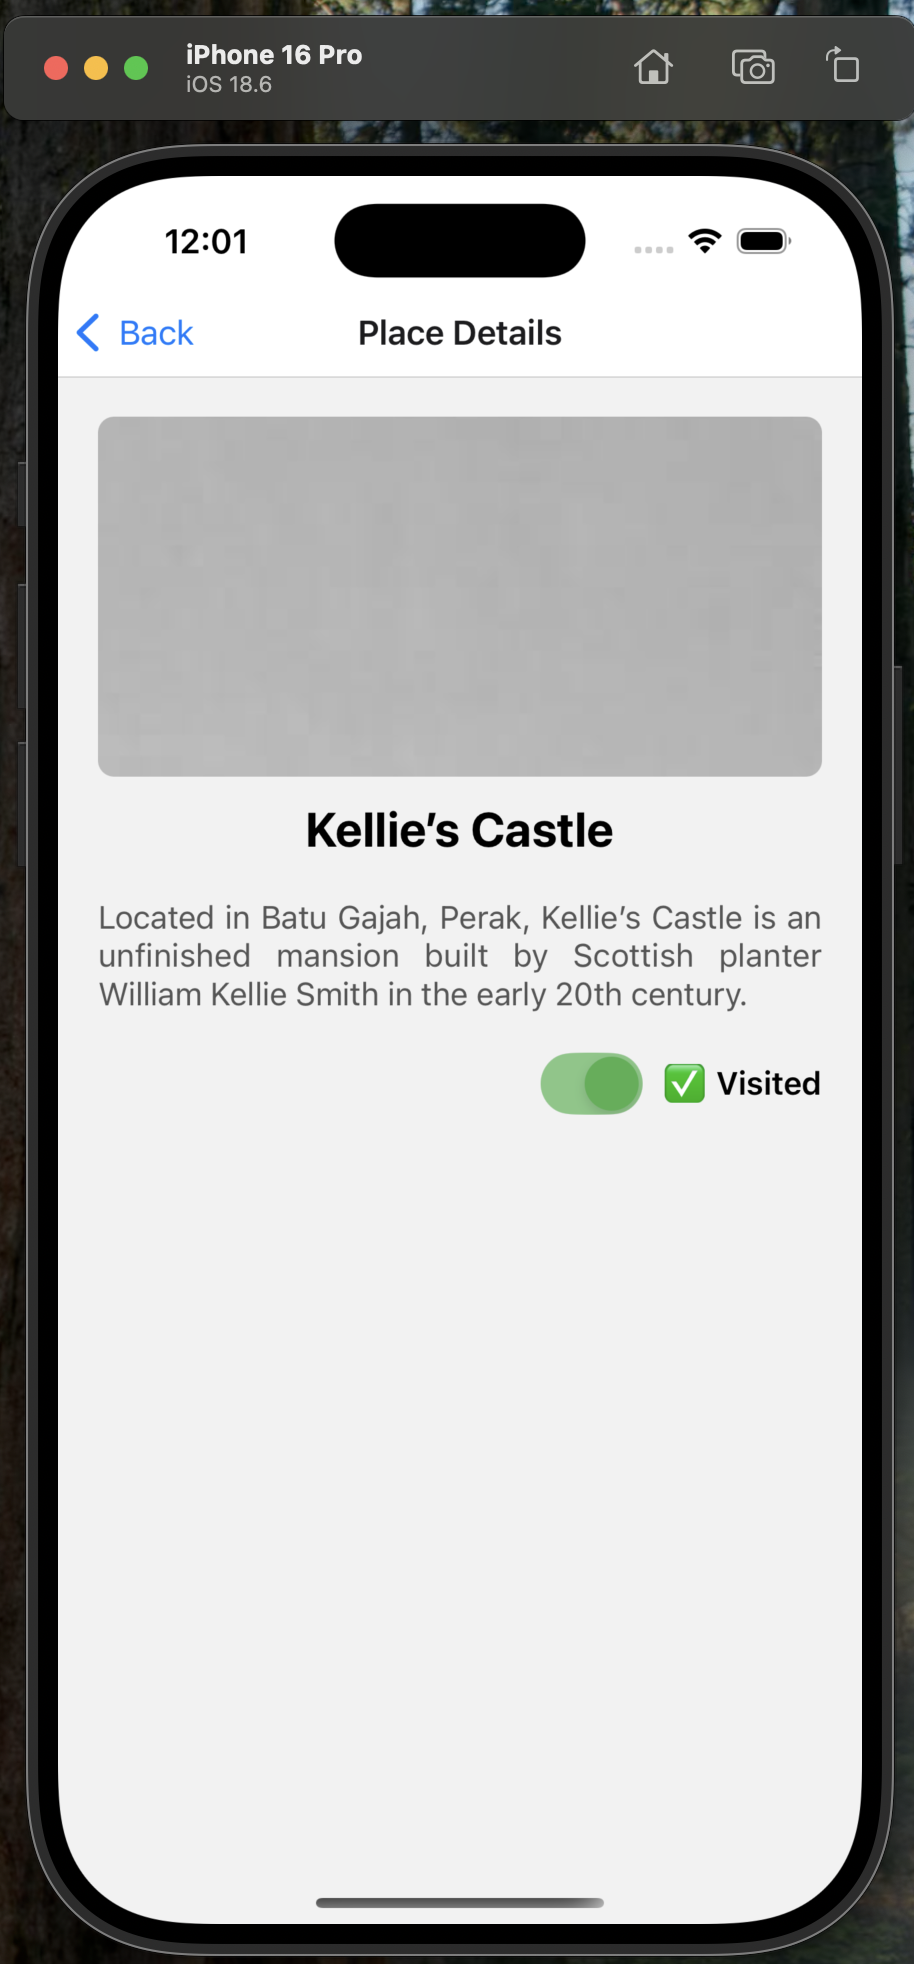 iPhone 16 Pro
iOS 18.6
12:01
Back
Place Details
Kellie’s Castle
Located in Batu Gajah, Perak, Kellie’s Castle is an
unfinished mansion built by Scottish planter
William Kellie Smith in the early 20th century.
✅ Visited